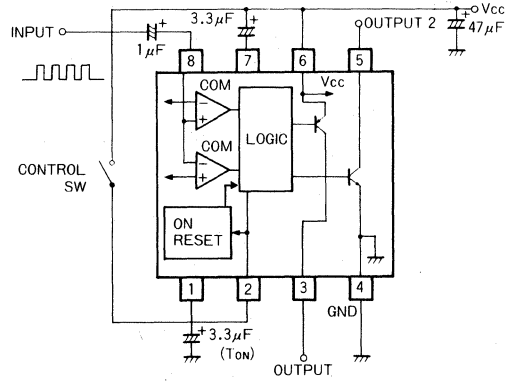 3.3μF
Vcc
INPUT
OUTPUT 2
47μF
1μF
8
7
6
5
COM
Vcc
LOGIC
COM
CONTROL
SW
ON
RESET
1
2
3
4
GND
3.3μF
(TON)
OUTPUT